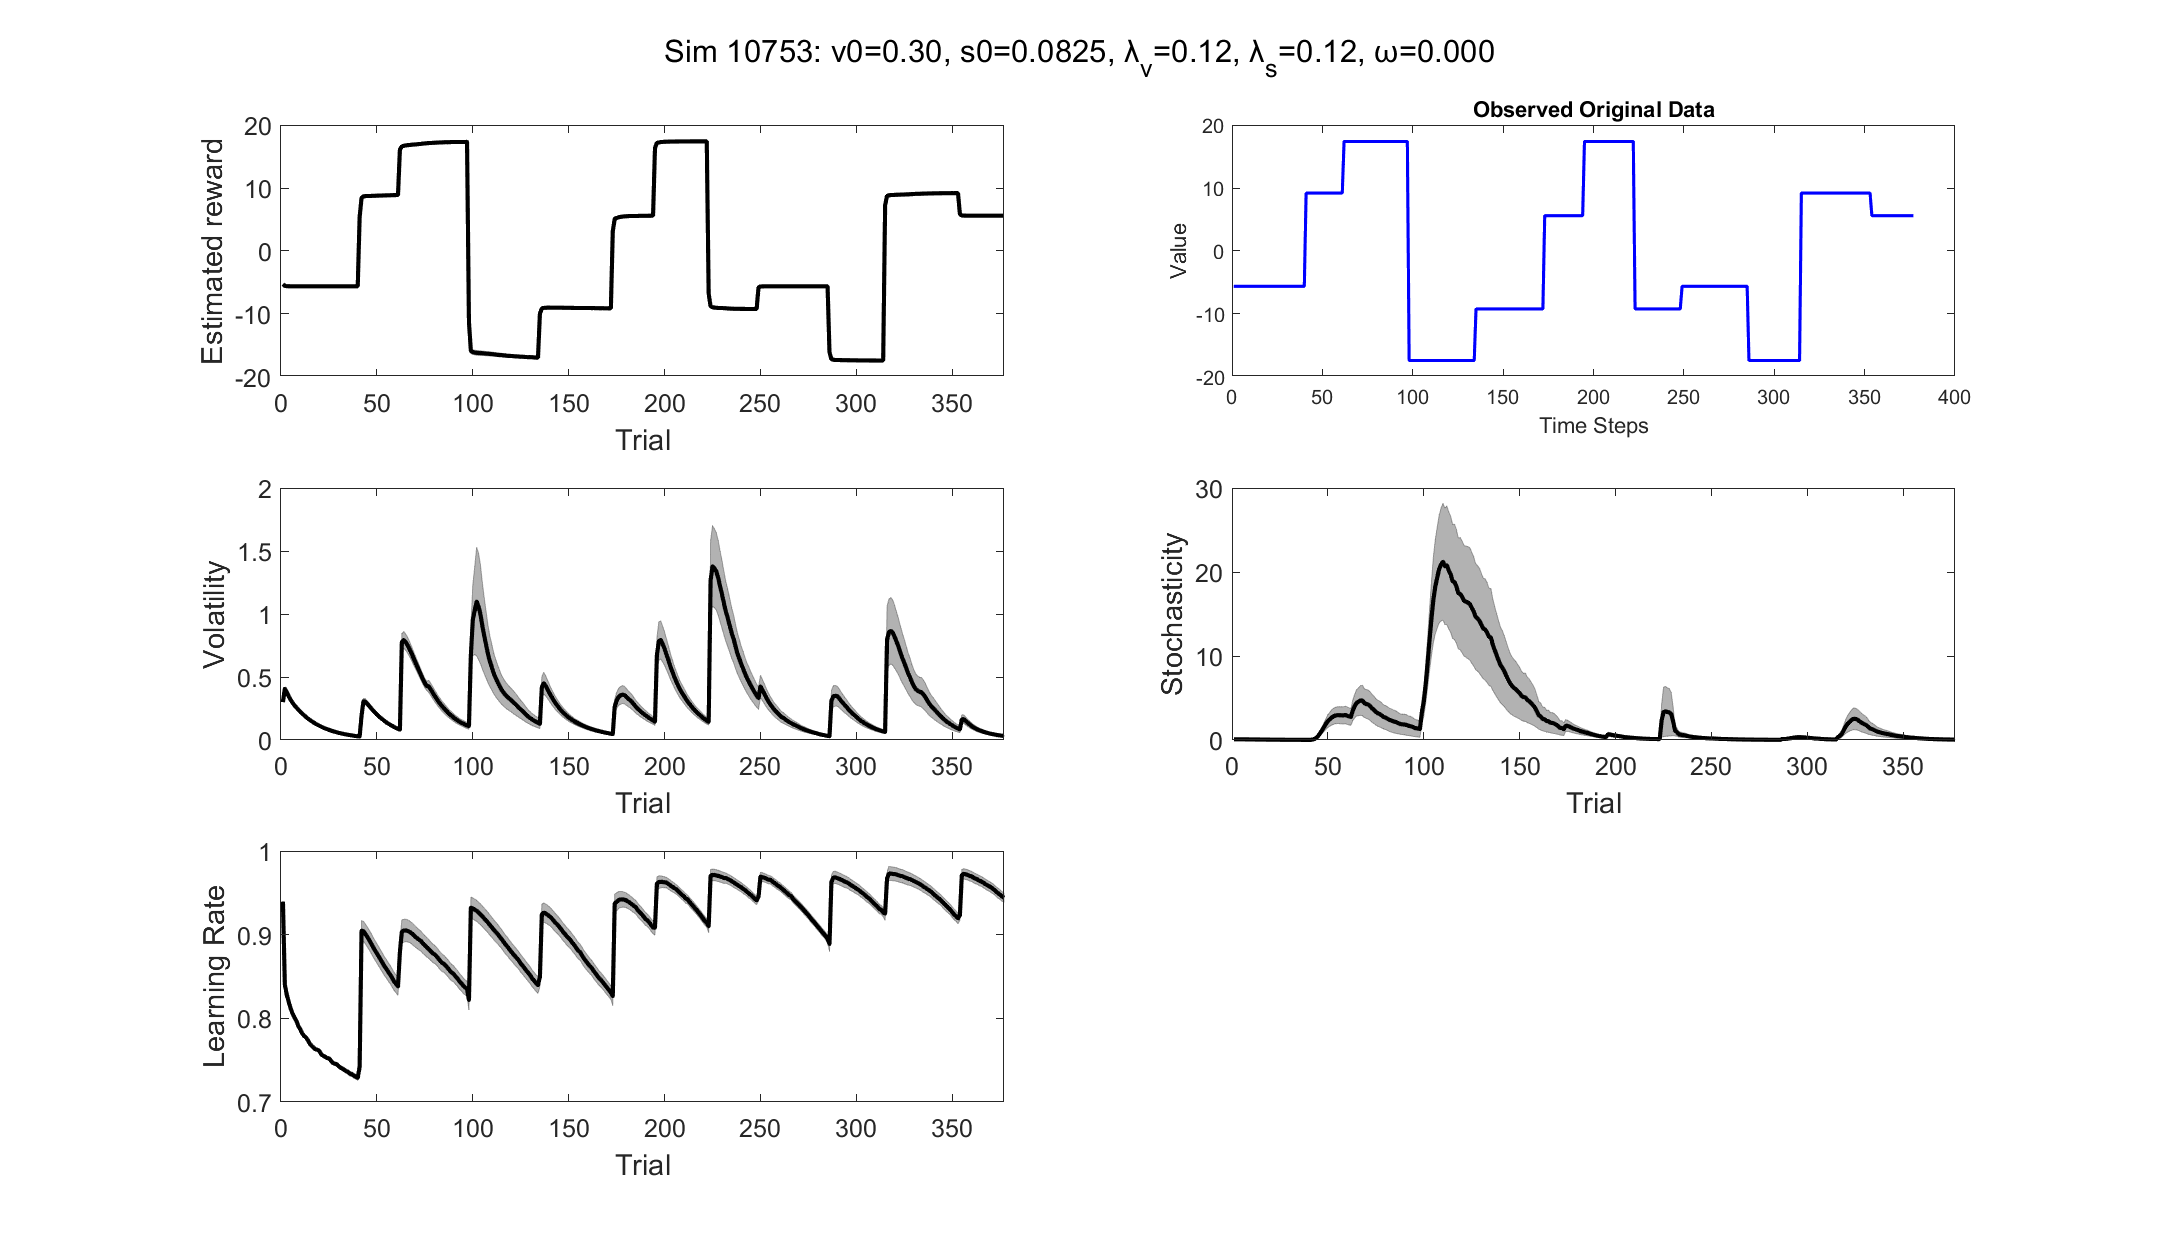 Sim 10753: v0=0.30, s0=0.0825, λ_v=0.12, λ_s=0.12, ω=0.000
Estimated reward
20
10
0
-10
-20
0 50 100 150 200 250 300 350
Trial
Observed Original Data
Value
20
10
0
-10
-20
0 50 100 150 200 250 300 350 400
Time Steps
Volatility
2
1.5
1
0.5
0
0 50 100 150 200 250 300 350
Trial
Stochasticity
30
20
10
0
0 50 100 150 200 250 300 350
Trial
Learning Rate
1
0.9
0.8
0.7
0 50 100 150 200 250 300 350
Trial